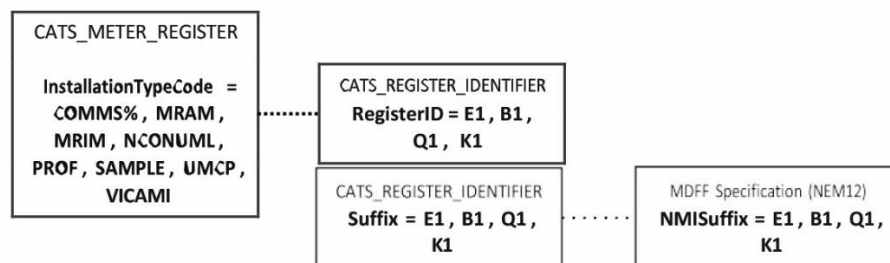 CATS_METER_REGISTER
InstallationTypeCode =
COMMS% , MRAM ,
MRIM , NCONUML ,
PROF , SAMPLE , UMCP ,
VICAMI
CATS_REGISTER_IDENTIFIER
RegisterID = E1 , B1 ,
Q1 , K1
CATS_REGISTER_IDENTIFIER
Suffix = E1 , B1 , Q1 ,
K1
MDFF Specification (NEM12)
NMISuffix = E1 , B1 , Q1 ,
K1